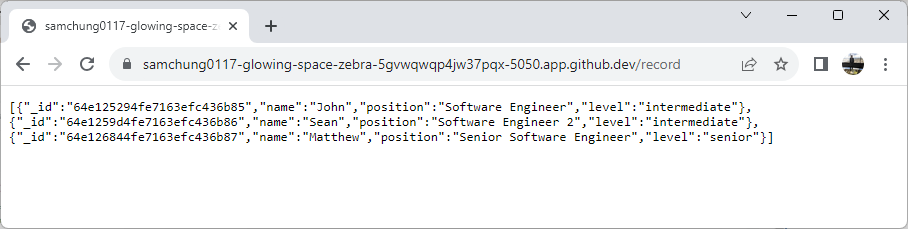 samchung0117-glowing-space-ze
samchung0117-glowing-space-zebra-5gvwqwqp4jw37pqx-5050.app.github.dev/record
[{"_id":"64e125294fe7163efc436b85","name":"John","position":"Software Engineer","level":"intermediate"},
{"_id":"64e1259d4fe7163efc436b86","name":"Sean","position":"Software Engineer 2","level":"intermediate"},
{"_id":"64e126844fe7163efc436b87","name":"Matthew","position":"Senior Software Engineer","level":"senior"}]